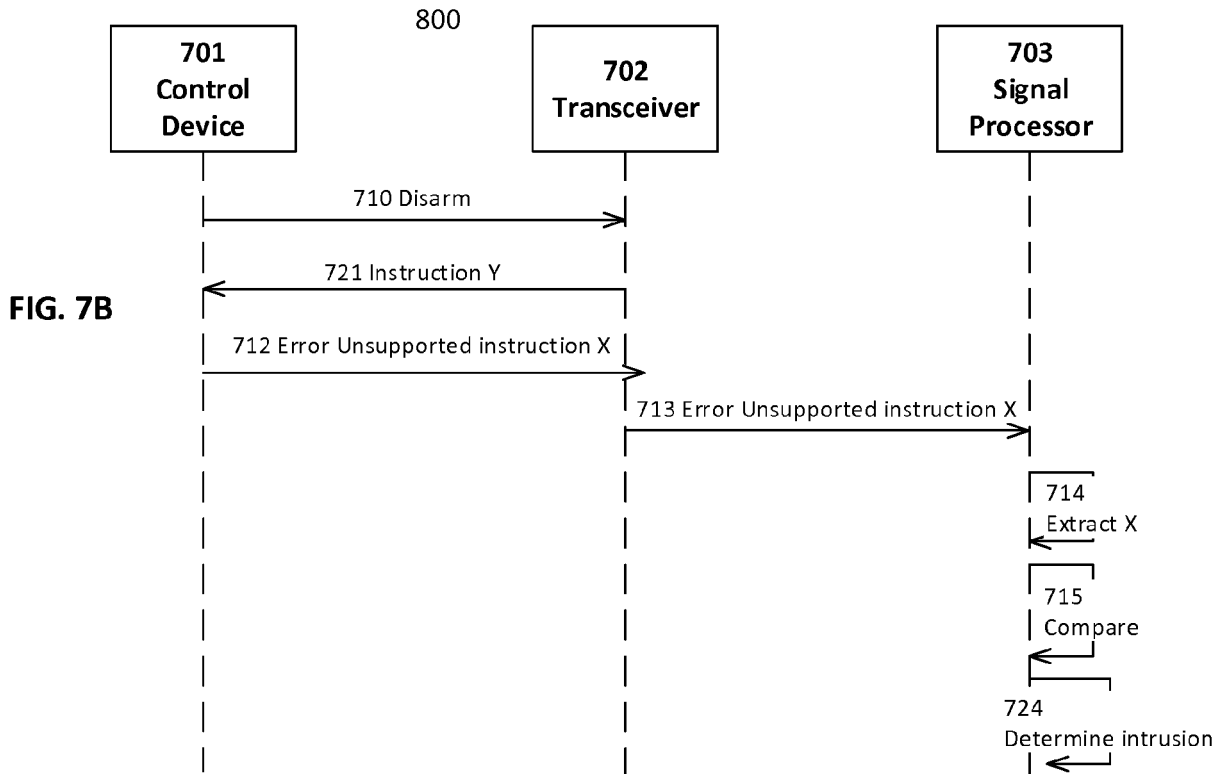 800
701
Control
Device
702
Transceiver
703
Signal
Processor
710 Disarm
721 Instruction Y
FIG. 7B
712 Error Unsupported instruction X
713 Error Unsupported instruction X
714
Extract X
715
Compare
724
Determine intrusion